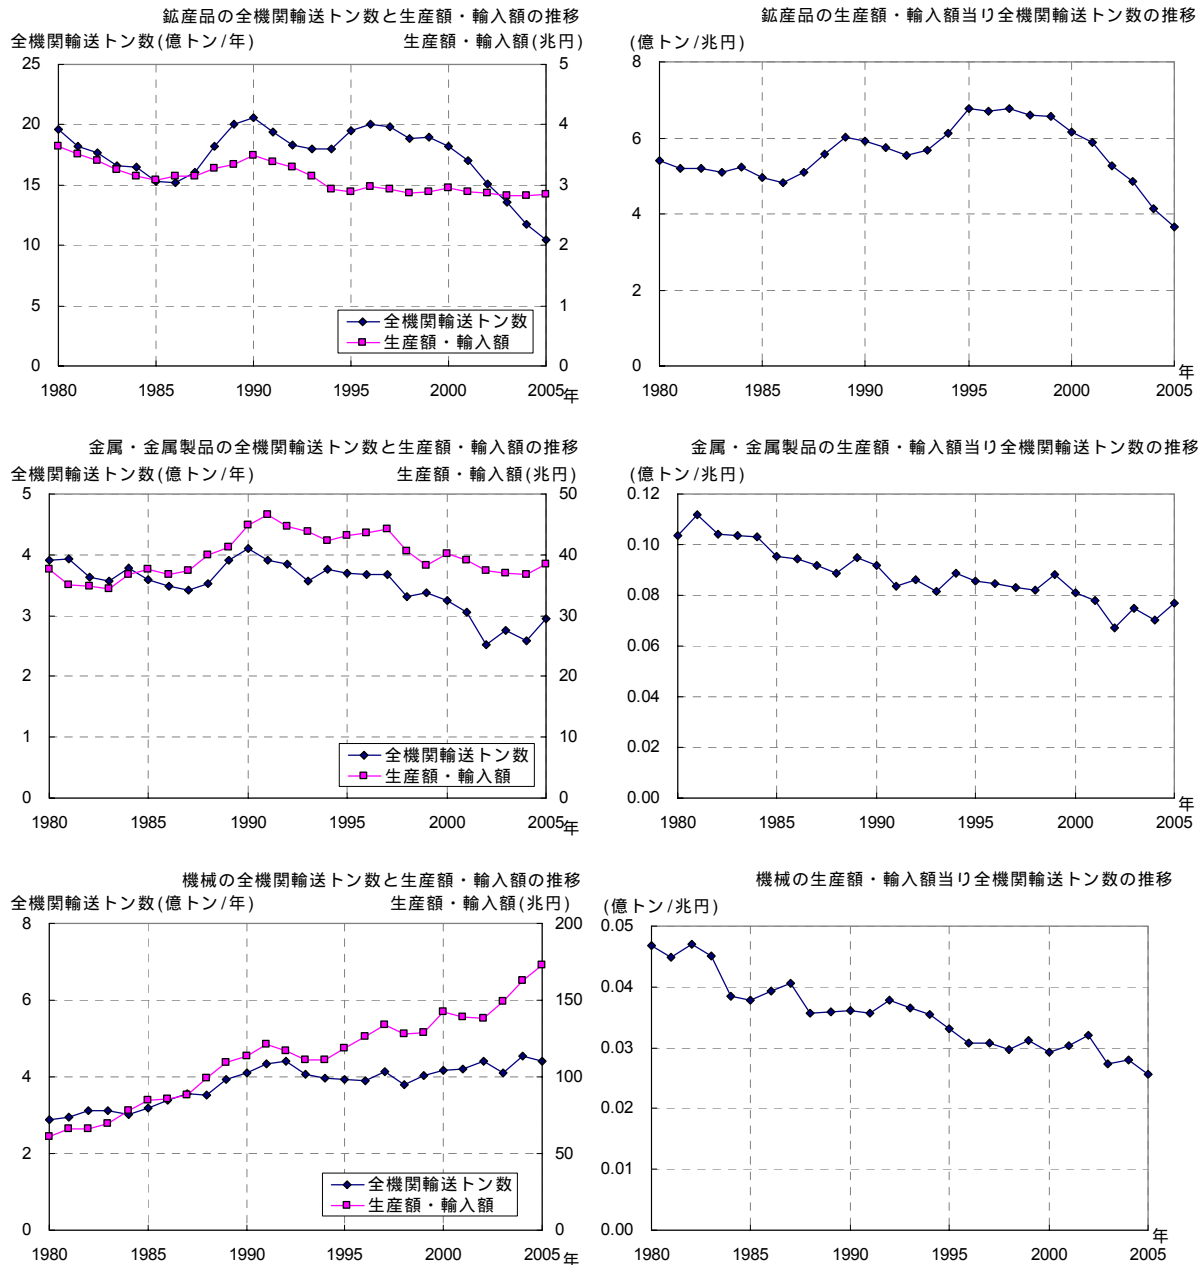 鉱産品の全機関輸送トン数と生産額・輸入額の推移
全機関輸送トン数(億トン/年)
生産額・輸入額(兆円)
25
20
15
10
5
0
5
4
3
2
1
0
全機関輸送トン数
生産額・輸入額
1980 1985 1990 1995 2000 2005 年
鉱産品の生産額・輸入額当り全機関輸送トン数の推移
(億トン/兆円)
8
6
4
2
0
1980 1985 1990 1995 2000 2005 年
金属・金属製品の全機関輸送トン数と生産額・輸入額の推移
全機関輸送トン数(億トン/年)
生産額・輸入額(兆円)
5
4
3
2
1
0
50
40
30
20
10
0
全機関輸送トン数
生産額・輸入額
1980 1985 1990 1995 2000 2005 年
金属・金属製品の生産額・輸入額当り全機関輸送トン数の推移
(億トン/兆円)
0.12
0.10
0.08
0.06
0.04
0.02
0.00
1980 1985 1990 1995 2000 2005 年
機械の全機関輸送トン数と生産額・輸入額の推移
全機関輸送トン数(億トン/年)
生産額・輸入額(兆円)
8
6
4
2
0
200
150
100
50
0
全機関輸送トン数
生産額・輸入額
1980 1985 1990 1995 2000 2005 年
機械の生産額・輸入額当り全機関輸送トン数の推移
(億トン/兆円)
0.05
0.04
0.03
0.02
0.01
0.00
1980 1985 1990 1995 2000 2005 年